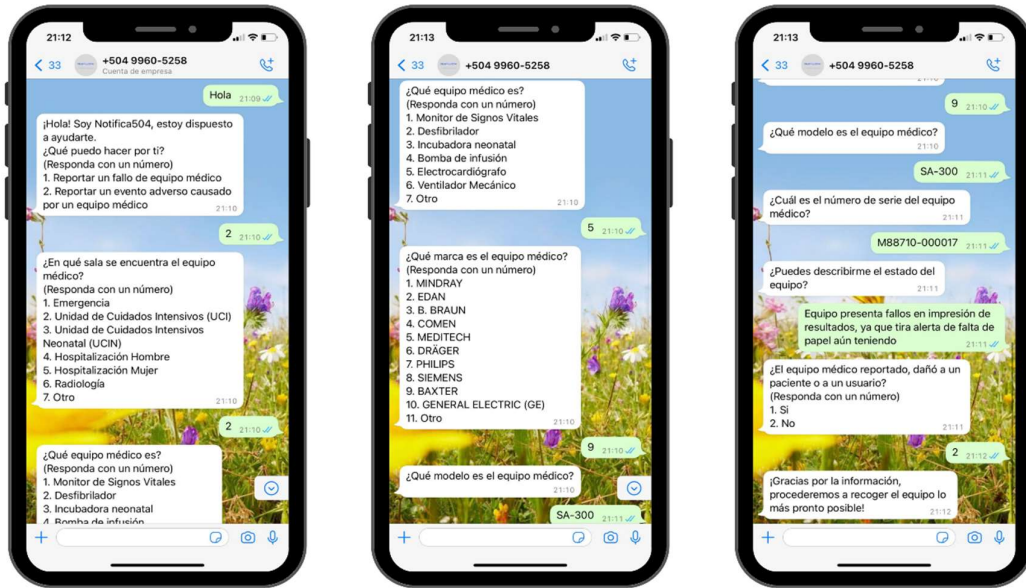 21:12
33
+504 9960-5258
Cuenta de empresa
Hola 21:09
¡Hola! Soy Notifica504, estoy dispuesto
a ayudarte.
¿Qué puedo hacer por ti?
(Responda con un número)
1. Reportar un fallo de equipo médico
2. Reportar un evento adverso causado
por un equipo médico 21:10
2 21:10
¿En qué sala se encuentra el equipo
médico?
(Responda con un número)
1. Emergencia
2. Unidad de Cuidados Intensivos (UCI)
3. Unidad de Cuidados Intensivos
Neonatal (UCIN)
4. Hospitalización Hombre
5. Hospitalización Mujer
6. Radiología
7. Otro 21:10
2 21:10
¿Qué equipo médico es?
(Responda con un número)
1. Monitor de Signos Vitales
2. Desfibrilador
3. Incubadora neonatal
4. Bomba de infusión
21:13
33
+504 9960-5258
¿Qué equipo médico es?
(Responda con un número)
1. Monitor de Signos Vitales
2. Desfibrilador
3. Incubadora neonatal
4. Bomba de infusión
5. Electrocardiógrafo
6. Ventilador Mecánico
7. Otro 21:10
5 21:10
¿Qué marca es el equipo médico?
(Responda con un número)
1. MINDRAY
2. EDAN
3. B. BRAUN
4. COMEN
5. MEDITECH
6. DRÄGER
7. PHILIPS
8. SIEMENS
9. BAXTER
10. GENERAL ELECTRIC (GE)
11. Otro 21:10
9 21:10
¿Qué modelo es el equipo médico?
21:10
SA-300 21:11
21:13
33
+504 9960-5258
9 21:10
¿Qué modelo es el equipo médico?
21:10
SA-300 21:11
¿Cuál es el número de serie del equipo
médico? 21:11
M88710-000017 21:11
¿Puedes describirme el estado del
equipo? 21:11
Equipo presenta fallos en impresión de
resultados, ya que tira alerta de falta de
papel aún teniendo 21:11
¿El equipo médico reportado, dañó a un
paciente o a un usuario?
(Responda con un número)
1. Si
2. No 21:11
2 21:12
¡Gracias por la información,
procederemos a recoger el equipo lo
más pronto posible! 21:12